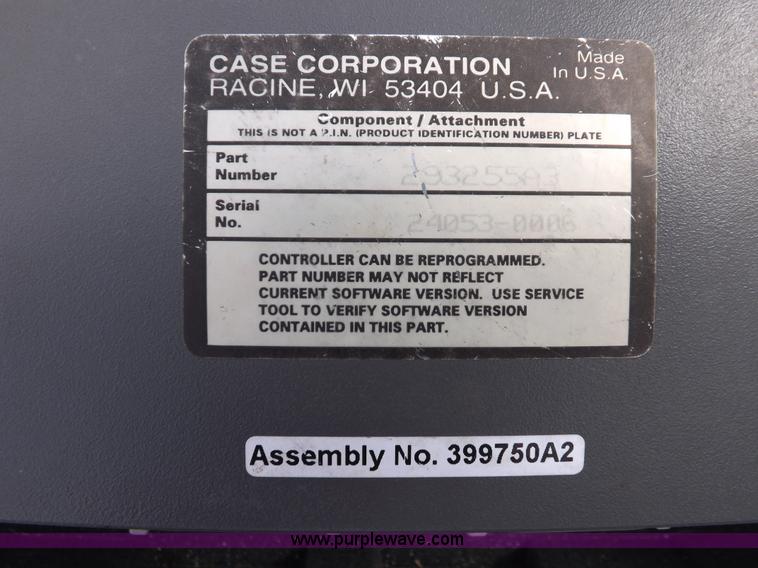 CASE CORPORATION
Made
In U.S.A.
RACINE, WI 53404 U.S.A.
Component / Attachment
THIS IS NOT A P.I.N. (PRODUCT IDENTIFICATION NUMBER) PLATE
Part
Number 293255A3
Serial
No. 24053-0006
CONTROLLER CAN BE REPROGRAMMED.
PART NUMBER MAY NOT REFLECT
CURRENT SOFTWARE VERSION. USE SERVICE
TOOL TO VERIFY SOFTWARE VERSION
CONTAINED IN THIS PART.
Assembly No. 399750A2
www.purplewave.com